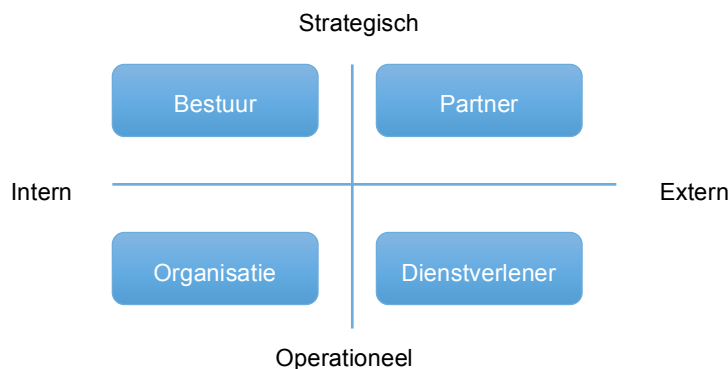 Strategisch
Bestuur
Partner
Intern
Extern
Organisatie
Dienstverlener
Operationeel